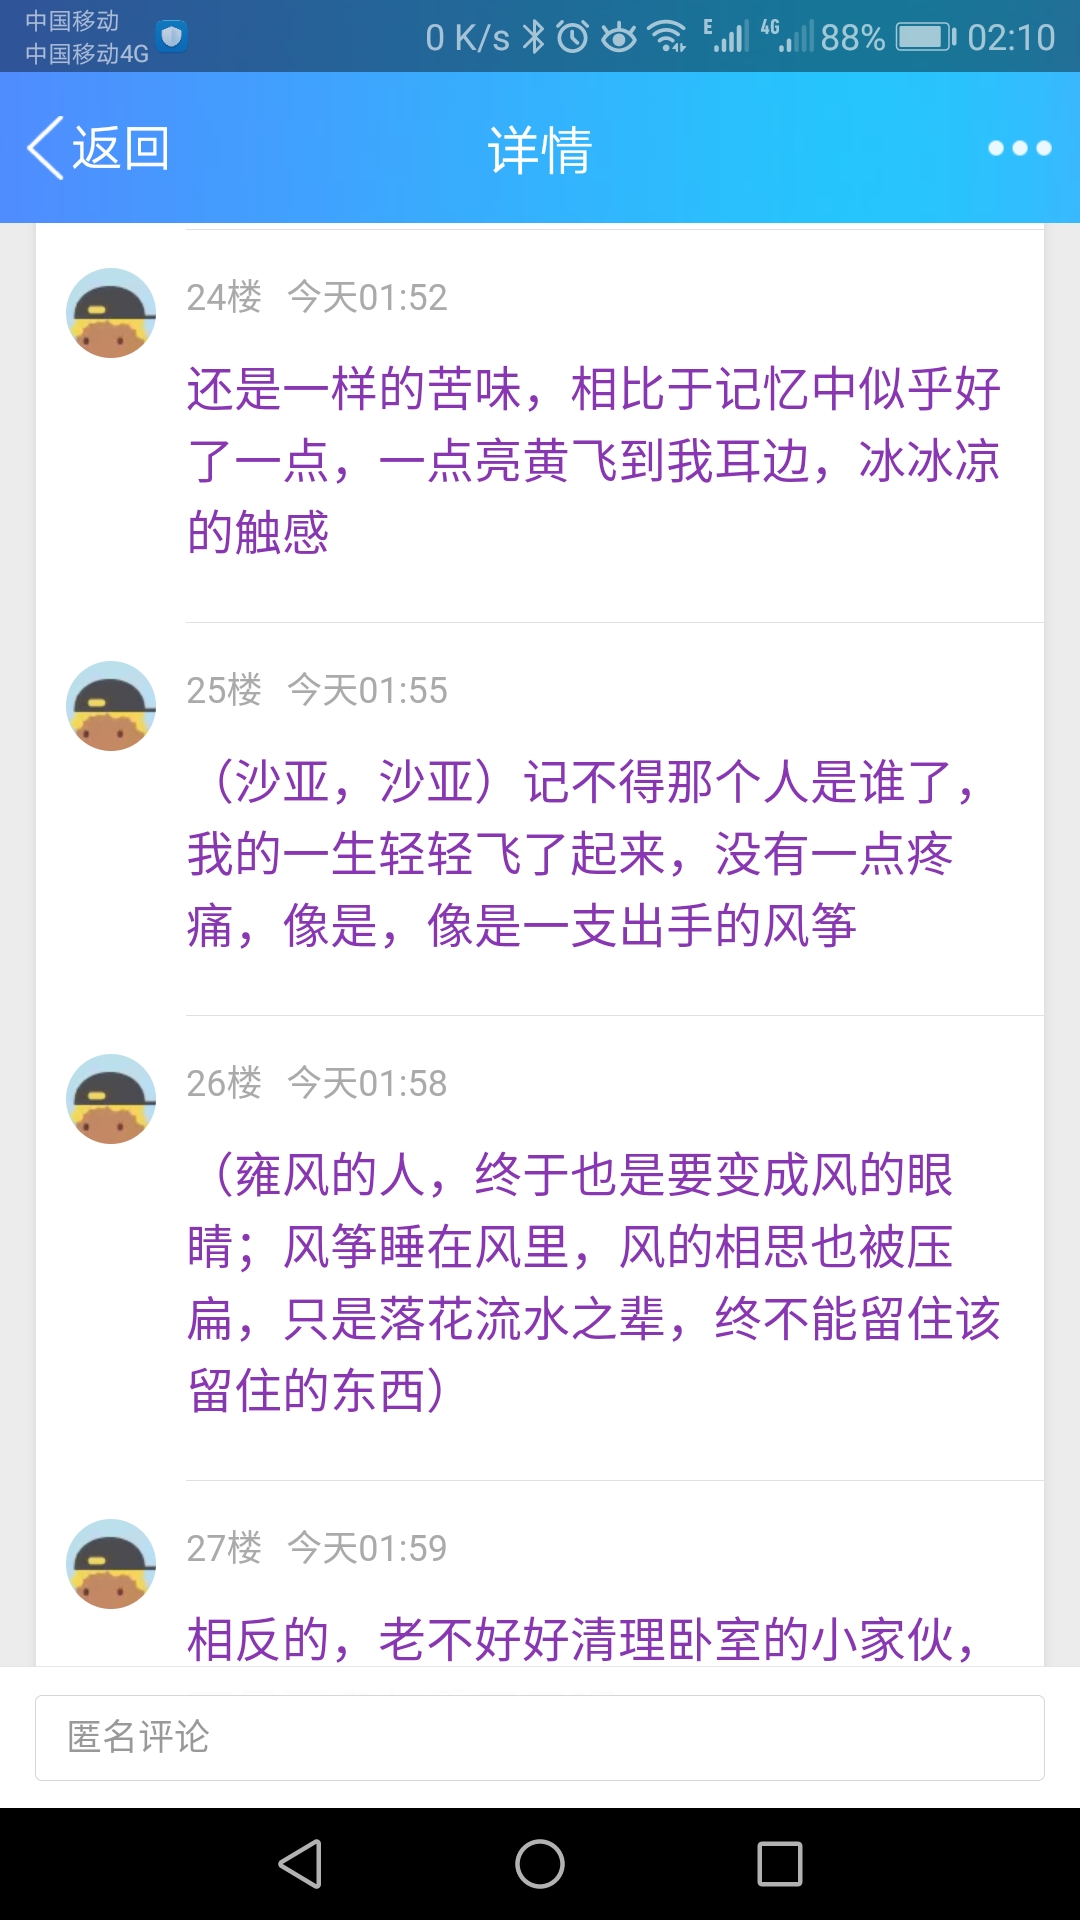 中国移动
中国移动4G
0 K/s
E
4G
88%
02:10
返回
详情
24楼 今天01:52
还是一样的苦味，相比于记忆中似乎好
了一点，一点亮黄飞到我耳边，冰冰凉
的触感
25楼 今天01:55
（沙亚，沙亚）记不得那个人是谁了，
我的一生轻轻飞了起来，没有一点疼
痛，像是，像是一支出手的风筝
26楼 今天01:58
（雍风的人，终于也是要变成风的眼
睛；风筝睡在风里，风的相思也被压
扁，只是落花流水之辈，终不能留住该
留住的东西）
27楼 今天01:59
相反的，老不好好清理卧室的小家伙，
匿名评论